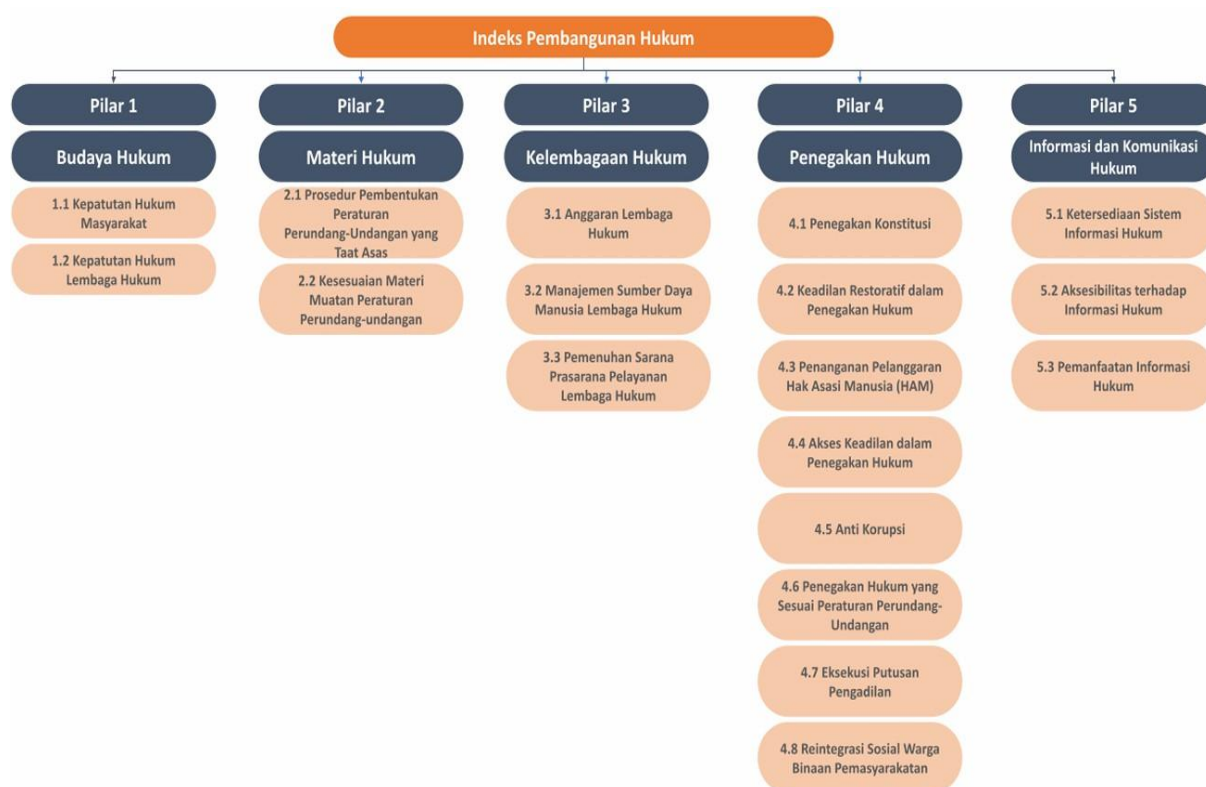 Indeks Pembangunan Hukum
Pilar 1
Budaya Hukum
1.1 Kepatutan Hukum
Masyarakat
1.2 Kepatutan Hukum
Lembaga Hukum
Pilar 2
Materi Hukum
2.1 Prosedur Pembentukan
Peraturan
Perundang-Undangan yang
Taat Asas
2.2 Kesesuaian Materi
Muatan Peraturan
Perundang-undangan
Pilar 3
Kelembagaan Hukum
3.1 Anggaran Lembaga
Hukum
3.2 Manajemen Sumber Daya
Manusia Lembaga Hukum
3.3 Pemenuhan Sarana
Prasarana Pelayanan
Lembaga Hukum
Pilar 4
Penegakan Hukum
4.1 Penegakan Konstitusi
4.2 Keadilan Restoratif dalam
Penegakan Hukum
4.3 Penanganan Pelanggaran
Hak Asasi Manusia (HAM)
4.4 Akses Keadilan dalam
Penegakan Hukum
4.5 Anti Korupsi
4.6 Penegakan Hukum yang
Sesuai Peraturan Perundang-
Undangan
4.7 Eksekusi Putusan
Pengadilan
4.8 Reintegrasi Sosial Warga
Binaan Pemasyarakatan
Pilar 5
Informasi dan Komunikasi
Hukum
5.1 Ketersediaan Sistem
Informasi Hukum
5.2 Aksesibilitas terhadap
Informasi Hukum
5.3 Pemanfaatan Informasi
Hukum